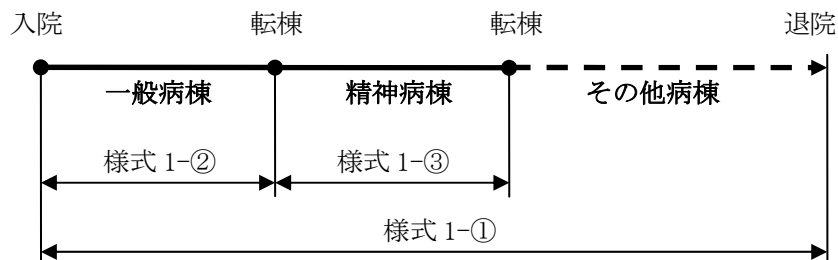 入院 転棟 転棟 退院
一般病棟 精神病棟 その他病棟
様式 1-② 様式 1-③
様式 1-①